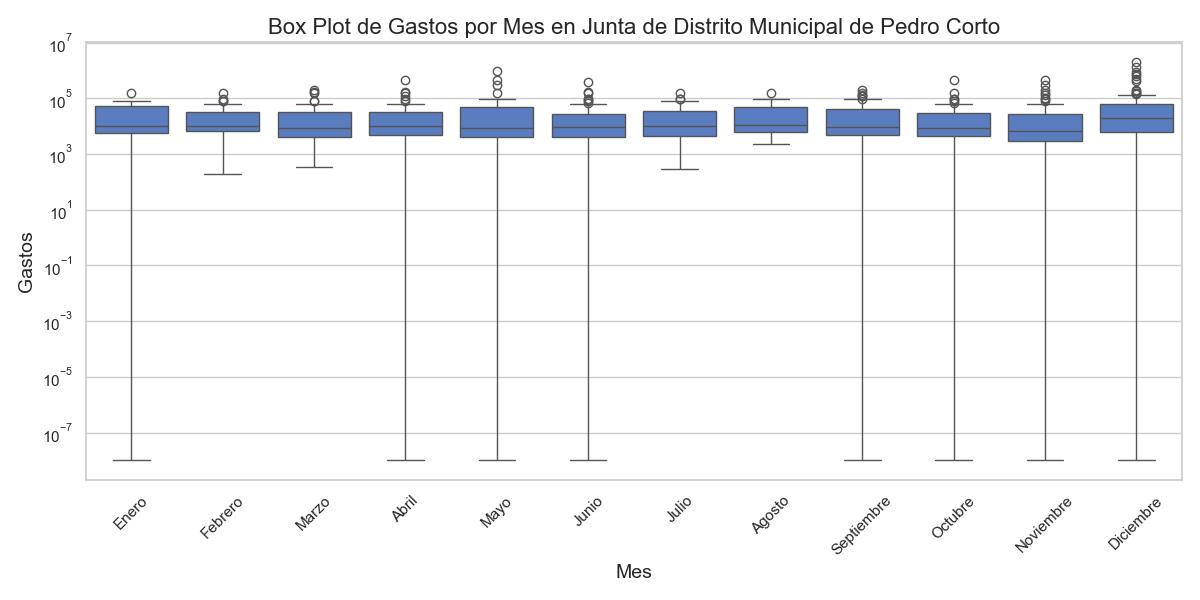 Box Plot de Gastos por Mes en Junta de Distrito Municipal de Pedro Corto
Gastos
10^7
10^5
10^3
10^1
10^−1
10^−3
10^−5
10^−7
Enero
Febrero
Marzo
Abril
Mayo
Junio
Julio
Agosto
Septiembre
Octubre
Noviembre
Diciembre
Mes